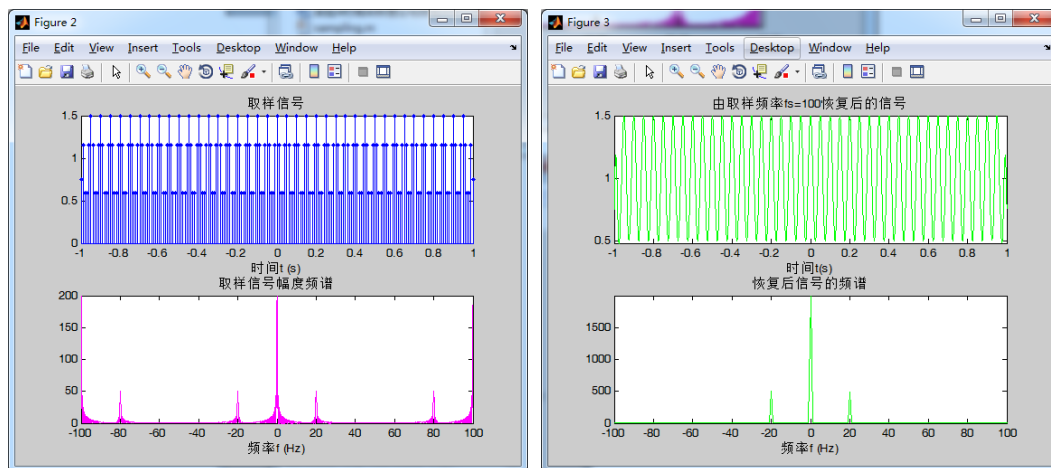 Figure 2
File Edit View Insert Tools Desktop Window Help
取样信号
1.5
1
0.5
0
-1 -0.8 -0.6 -0.4 -0.2 0 0.2 0.4 0.6 0.8 1
时间t (s)
取样信号幅度频谱
200
150
100
50
0
-100 -80 -60 -40 -20 0 20 40 60 80 100
频率f (Hz)
Figure 3
File Edit View Insert Tools Desktop Window Help
由取样频率fs=100恢复后的信号
1.5
1
0.5
-1 -0.8 -0.6 -0.4 -0.2 0 0.2 0.4 0.6 0.8 1
时间t(s)
恢复后信号的频谱
1500
1000
500
0
-100 -80 -60 -40 -20 0 20 40 60 80 100
频率f (Hz)